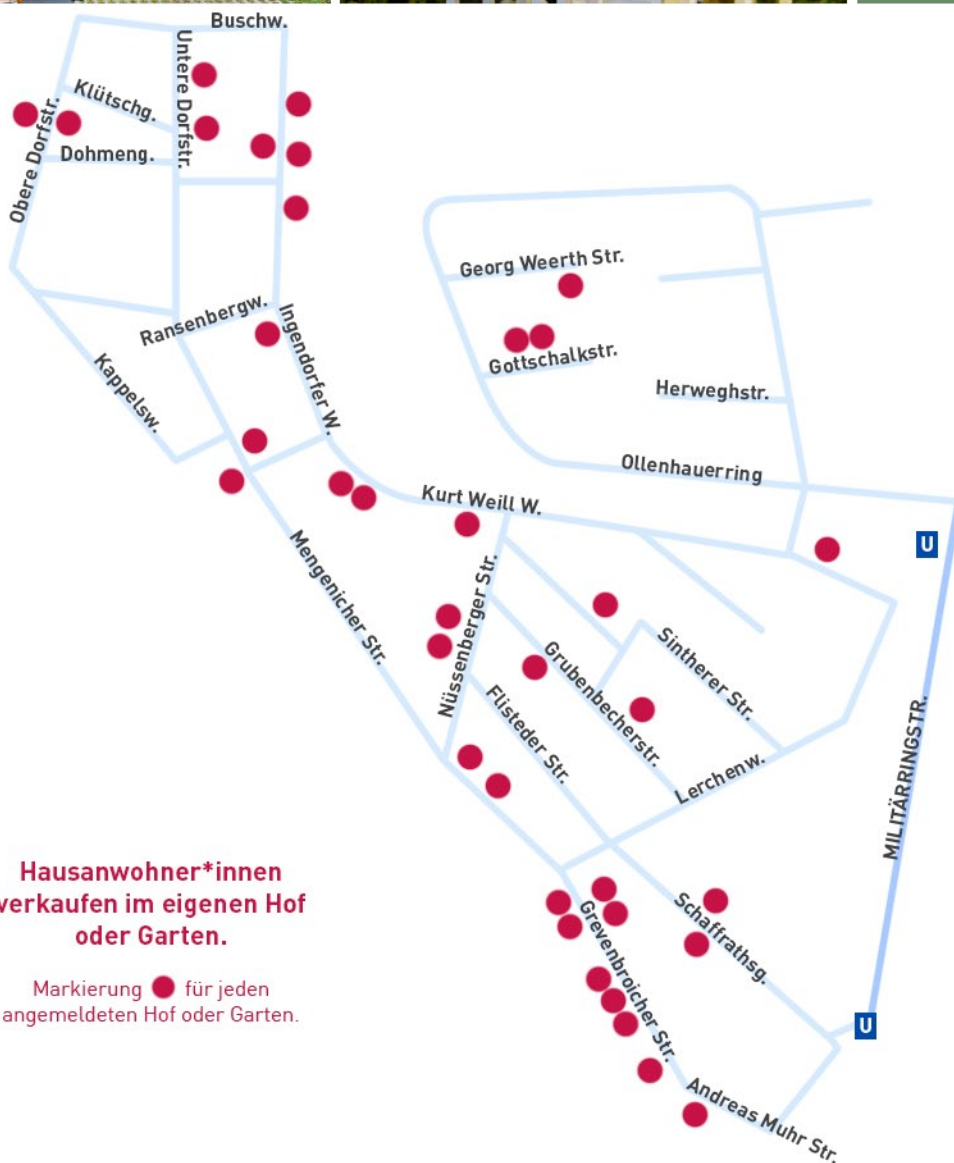 Buschw.
Untere Dorfstr.
Klütschg.
Obere Dorfstr.
Dohmeng.
Georg Weerth Str.
Ransenbergw.
Ingendorfer W.
Gottschalkstr.
Kappelsw.
Herweghstr.
Ollenhauerring
Kurt Weill W.
U
Mengenicher Str.
Nüssenberger Str.
Sintherer Str.
Grubenbecherstr.
Flisteder Str.
MILITÄRRINGSTR.
Lerchenw.
Hausanwohner*innen
verkaufen im eigenen Hof
oder Garten.
Markierung für jeden
angemeldeten Hof oder Garten.
Schaffrathsg.
Grevenbroicher Str.
U
Andreas Muhr Str.